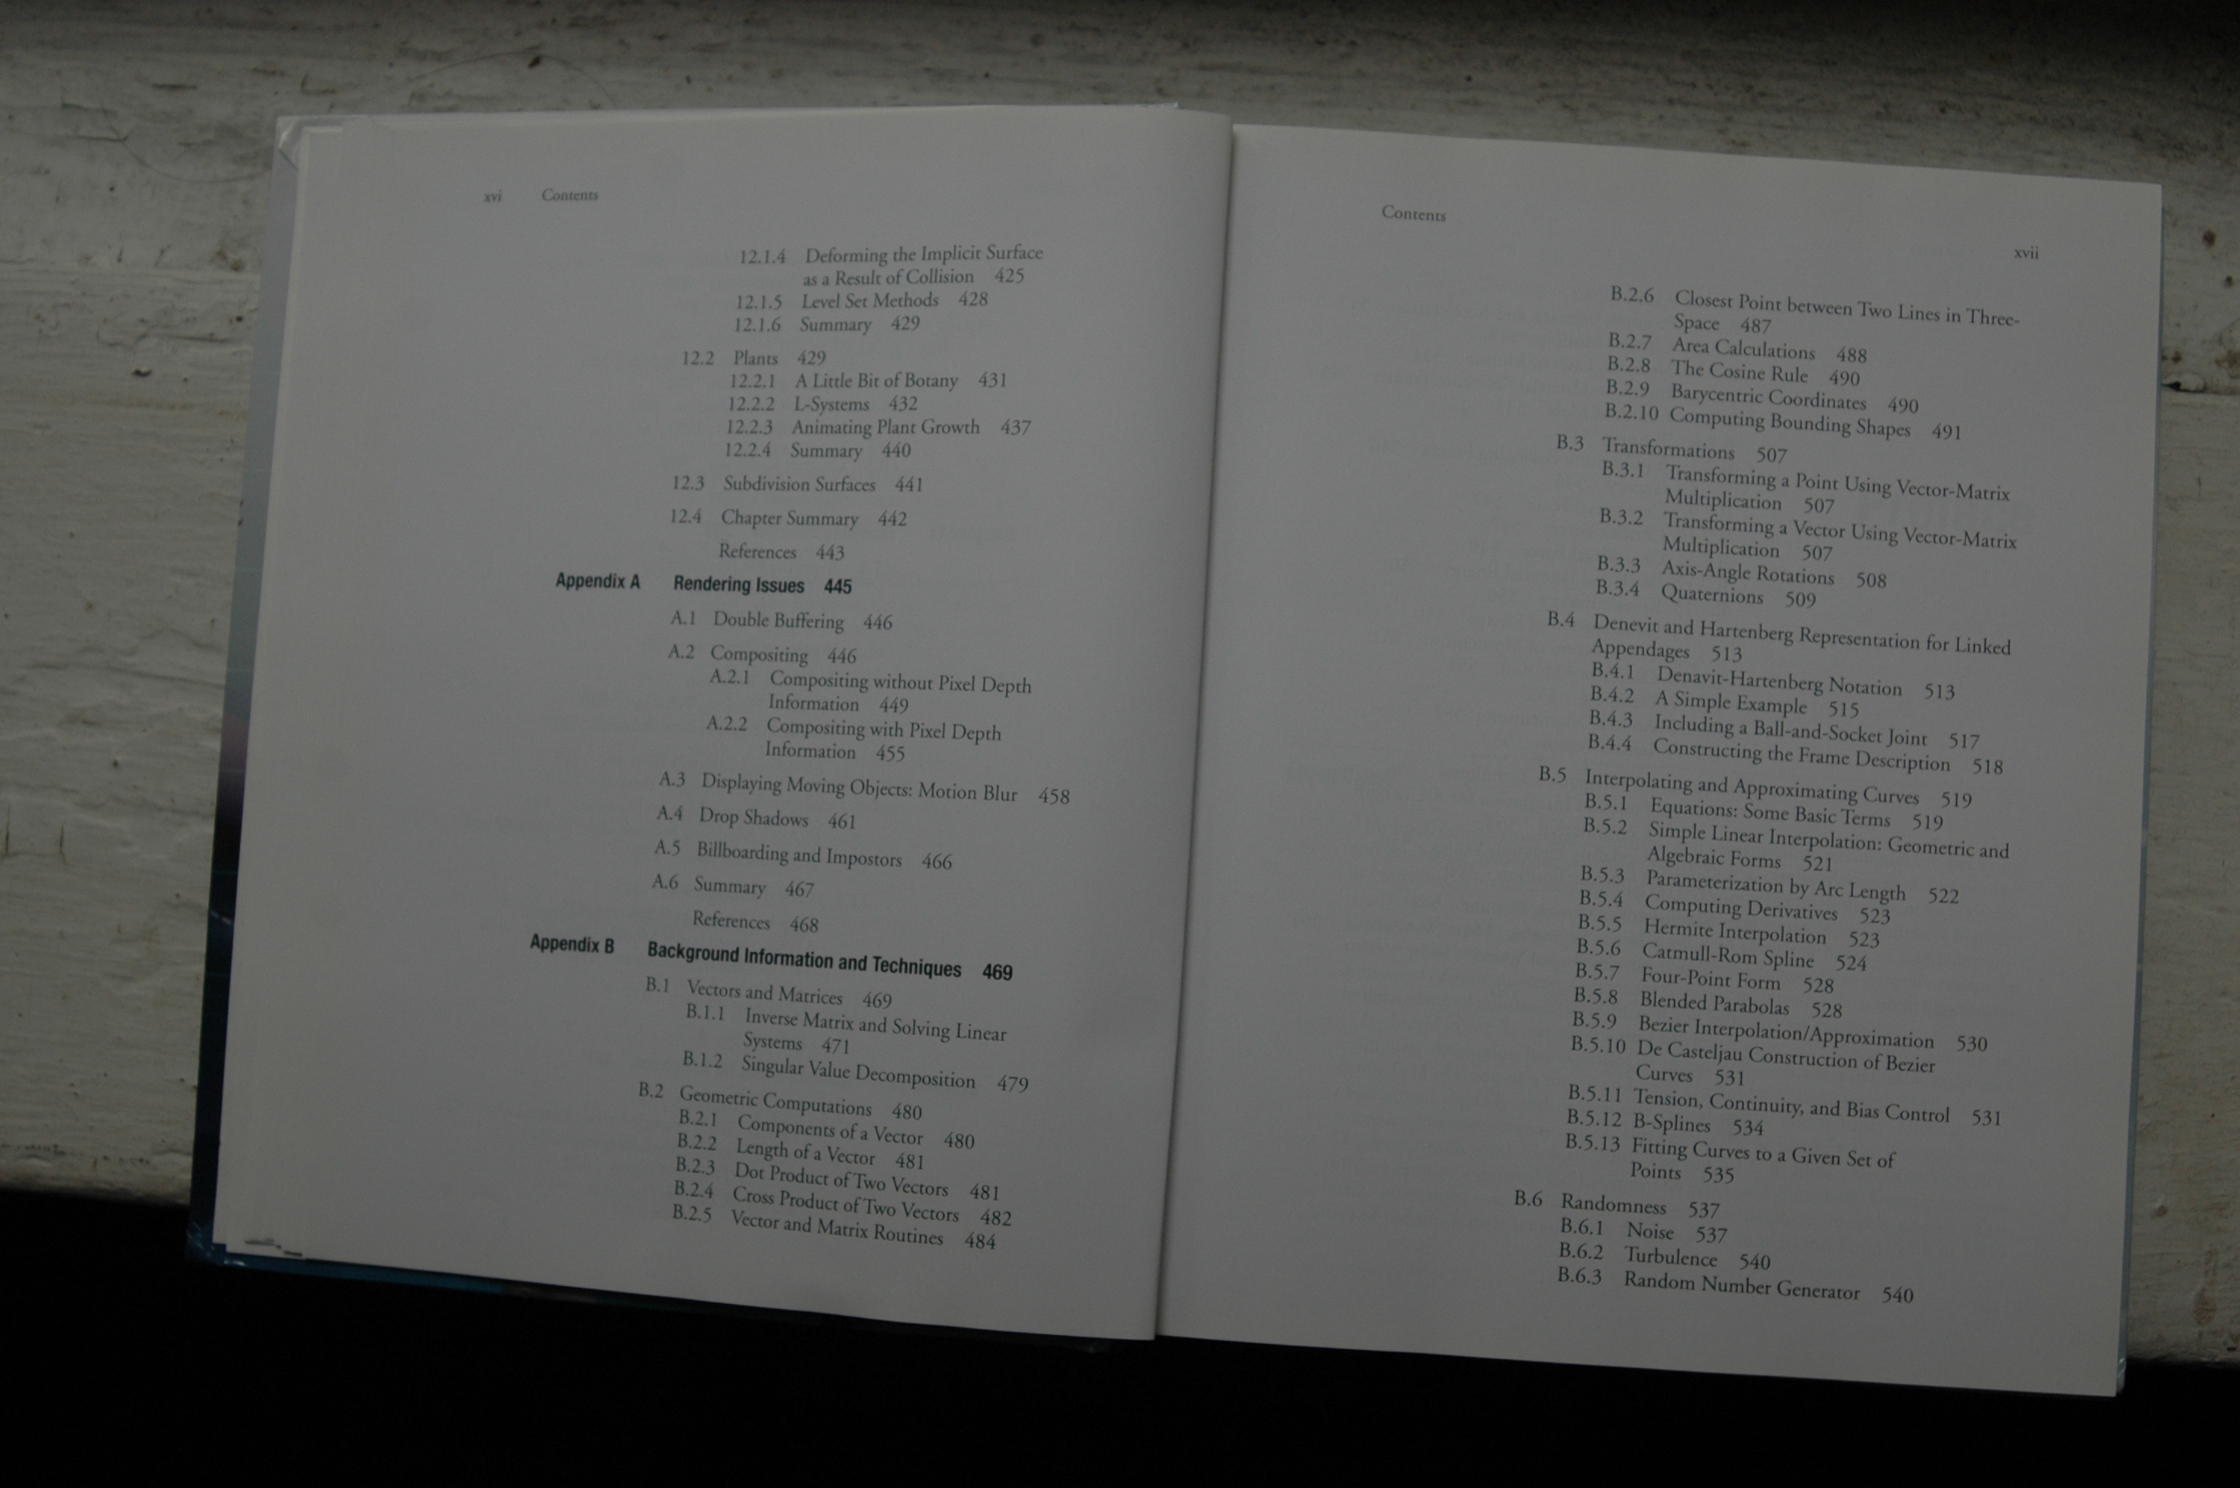 xvi Contents
12.1.4 Deforming the Implicit Surface
as a Result of Collision 425
12.1.5 Level Set Methods 428
12.1.6 Summary 429
12.2 Plants 429
12.2.1 A Little Bit of Botany 431
12.2.2 L-Systems 432
12.2.3 Animating Plant Growth 437
12.2.4 Summary 440
12.3 Subdivision Surfaces 441
12.4 Chapter Summary 442
References 443
Appendix A Rendering Issues 445
A.1 Double Buffering 446
A.2 Compositing 446
A.2.1 Compositing without Pixel Depth
Information 449
A.2.2 Compositing with Pixel Depth
Information 455
A.3 Displaying Moving Objects: Motion Blur 458
A.4 Drop Shadows 461
A.5 Billboarding and Impostors 466
A.6 Summary 467
References 468
Appendix B Background Information and Techniques 469
B.1 Vectors and Matrices 469
B.1.1 Inverse Matrix and Solving Linear
Systems 471
B.1.2 Singular Value Decomposition 479
B.2 Geometric Computations 480
B.2.1 Components of a Vector 480
B.2.2 Length of a Vector 481
B.2.3 Dot Product of Two Vectors 481
B.2.4 Cross Product of Two Vectors 482
B.2.5 Vector and Matrix Routines 484
Contents
xvii
B.2.6 Closest Point between Two Lines in Three-
Space 487
B.2.7 Area Calculations 488
B.2.8 The Cosine Rule 490
B.2.9 Barycentric Coordinates 490
B.2.10 Computing Bounding Shapes 491
B.3 Transformations 507
B.3.1 Transforming a Point Using Vector-Matrix
Multiplication 507
B.3.2 Transforming a Vector Using Vector-Matrix
Multiplication 507
B.3.3 Axis-Angle Rotations 508
B.3.4 Quaternions 509
B.4 Denevit and Hartenberg Representation for Linked
Appendages 513
B.4.1 Denavit-Hartenberg Notation 513
B.4.2 A Simple Example 515
B.4.3 Including a Ball-and-Socket Joint 517
B.4.4 Constructing the Frame Description 518
B.5 Interpolating and Approximating Curves 519
B.5.1 Equations: Some Basic Terms 519
B.5.2 Simple Linear Interpolation: Geometric and
Algebraic Forms 521
B.5.3 Parameterization by Arc Length 522
B.5.4 Computing Derivatives 523
B.5.5 Hermite Interpolation 523
B.5.6 Catmull-Rom Spline 524
B.5.7 Four-Point Form 528
B.5.8 Blended Parabolas 528
B.5.9 Bezier Interpolation/Approximation 530
B.5.10 De Casteljau Construction of Bezier
Curves 531
B.5.11 Tension, Continuity, and Bias Control 531
B.5.12 B-Splines 534
B.5.13 Fitting Curves to a Given Set of
Points 535
B.6 Randomness 537
B.6.1 Noise 537
B.6.2 Turbulence 540
B.6.3 Random Number Generator 540